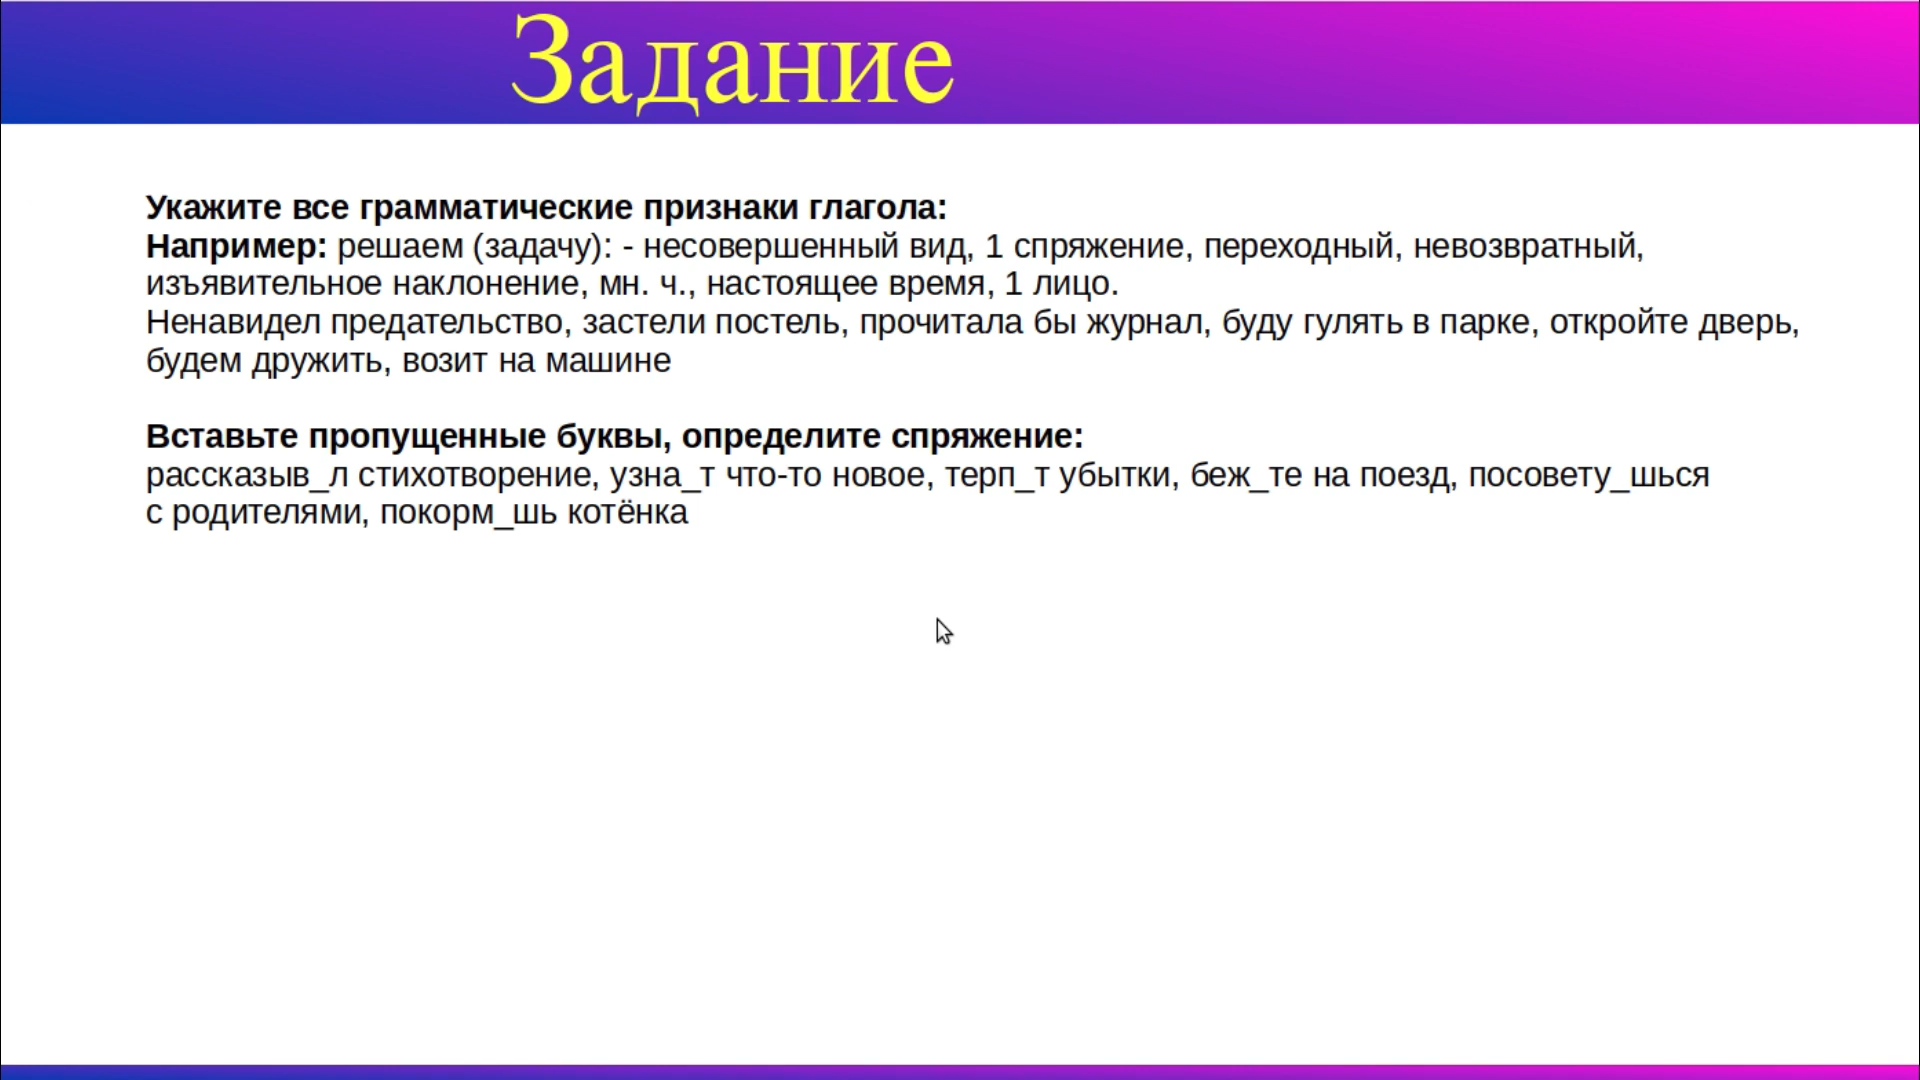 Задание
Укажите все грамматические признаки глагола:
Например: решаем (задачу): - несовершенный вид, 1 спряжение, переходный, невозвратный,
изъявительное наклонение, мн. ч., настоящее время, 1 лицо.
Ненавидел предательство, застели постель, прочитала бы журнал, буду гулять в парке, откройте дверь,
будем дружить, возит на машине
Вставьте пропущенные буквы, определите спряжение:
рассказыв_л стихотворение, узна_т что-то новое, терп_т убытки, беж_те на поезд, посовету_шься
с родителями, покорм_шь котёнка